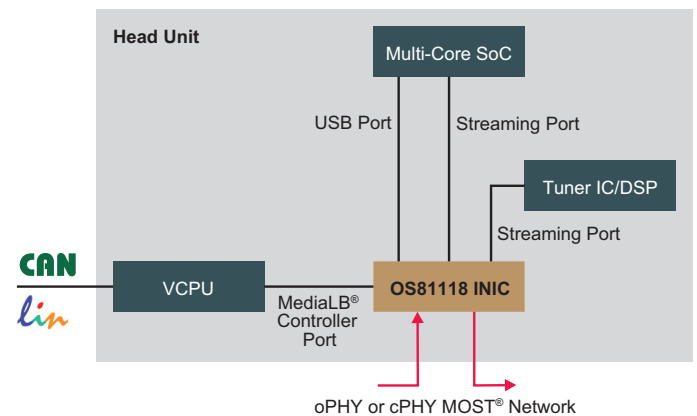 Head Unit
Multi-Core SoC
USB Port
Streaming Port
Tuner IC/DSP
Streaming Port
CAN
lin
VCPU
MediaLB®
Controller
Port
OS81118 INIC
oPHY or cPHY MOST® Network